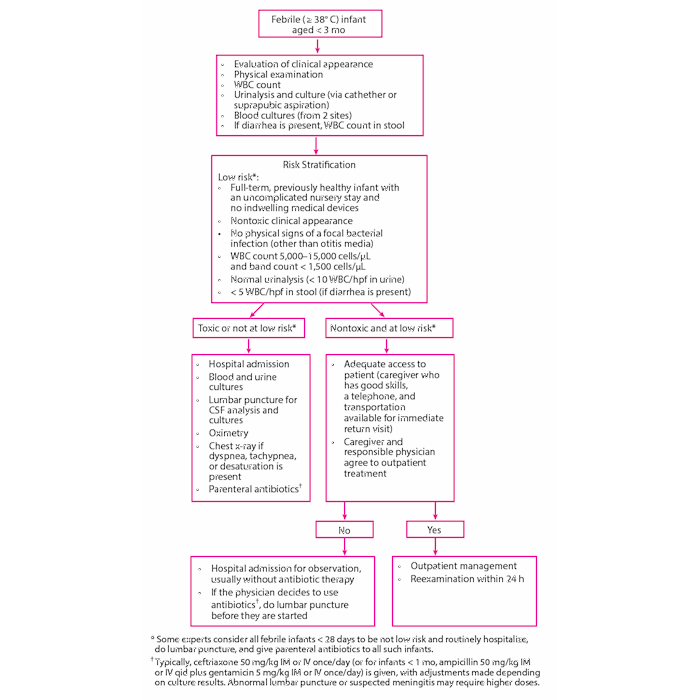 Febrile (≥ 38° C) infant
aged < 3 mo
◦ Evaluation of clinical appearance
◦ Physical examination
◦ WBC count
◦ Urinalysis and culture (via cathether or
suprapubic aspiration)
◦ Blood cultures (from 2 sites)
◦ If diarrhea is present, WBC count in stool
Risk Stratification
Low risk*:
◦ Full-term, previously healthy infant with
an uncomplicated nursery stay and
no indwelling medical devices
◦ Nontoxic clinical appearance
• No physical signs of a focal bacterial
infection (other than otitis media)
◦ WBC count 5,000–15,000 cells/µL
and band count < 1,500 cells/µL
◦ Normal urinalysis (< 10 WBC/hpf in urine)
◦ < 5 WBC/hpf in stool (if diarrhea is present)
Toxic or not at low risk*
◦ Hospital admission
◦ Blood and urine
cultures
◦ Lumbar puncture for
CSF analysis and
cultures
◦ Oximetry
◦ Chest x-ray if
dyspnea, tachypnea,
or desaturation is
present
◦ Parenteral antibiotics†
Nontoxic and at low risk*
◦ Adequate access to
patient (caregiver who
has good skills,
a telephone, and
transportation
available for immediate
return visit)
◦ Caregiver and
responsible physician
agree to outpatient
treatment
No
Yes
◦ Hospital admission for observation,
usually without antibiotic therapy
◦ If the physician decides to use
antibiotics†, do lumbar puncture
before they are started
◦ Outpatient management
◦ Reexamination within 24 h
* Some experts consider all febrile infants < 28 days to be not low risk and routinely hospitalize,
do lumbar puncture, and give parenteral antibiotics to all such infants.
† Typically, ceftriaxone 50 mg/kg IM or IV once/day (or for infants < 1 mo, ampicillin 50 mg/kg IM
or IV qid plus gentamicin 5 mg/kg IM or IV once/day) is given, with adjustments made depending
on culture results. Abnormal lumbar puncture or suspected meningitis may require higher doses.